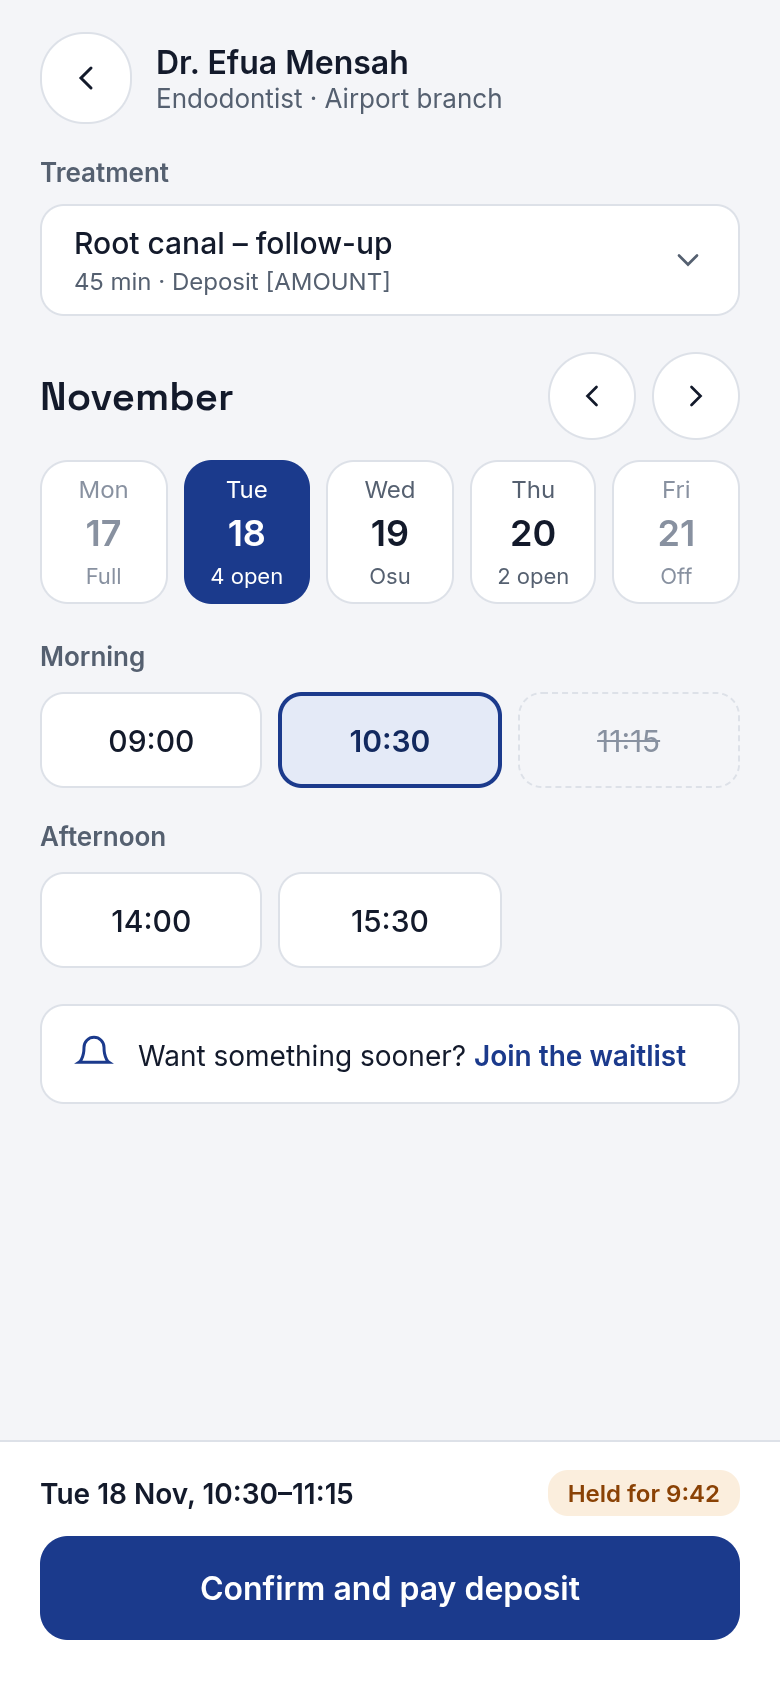 Dr. Efua Mensah
Endodontist · Airport branch
Treatment
Root canal – follow-up
45 min · Deposit [AMOUNT]
November
Mon
17
Full
Tue
18
4 open
Wed
19
Osu
Thu
20
2 open
Fri
21
Off
Morning
09:00
10:30
11:15
Afternoon
14:00
15:30
Want something sooner? Join the waitlist
Tue 18 Nov, 10:30–11:15
Held for 9:42
Confirm and pay deposit